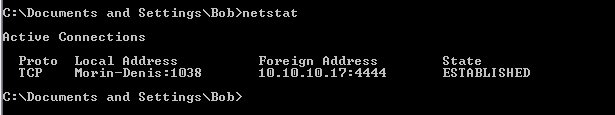 C:\Documents and Settings\Bob>netstat
Active Connections
Proto  Local Address          Foreign Address        State
TCP    Morin-Denis:1038       10.10.10.17:4444       ESTABLISHED
C:\Documents and Settings\Bob>